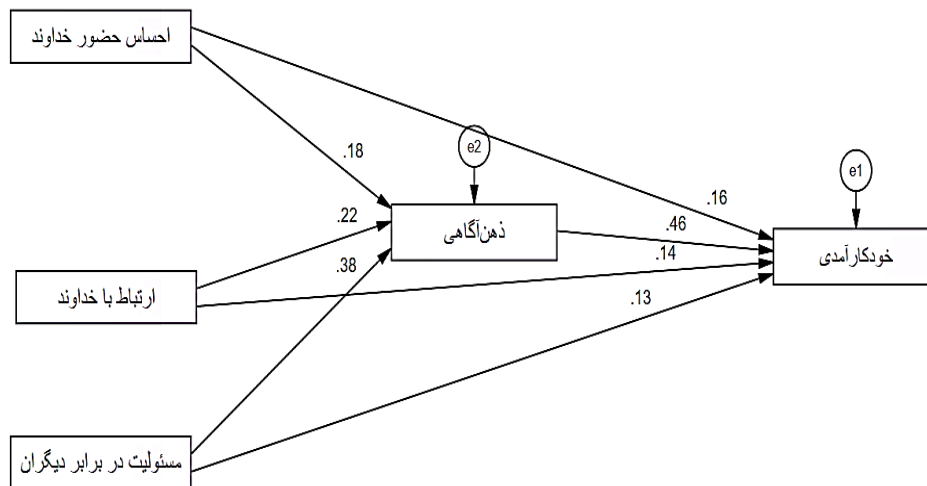 احساس حضور خداوند
e2
.18
e1
.16
.22
ذهن‌آگاهی
.46
خودکارآمدی
.38
.14
ارتباط با خداوند
.13
مسئولیت در برابر دیگران